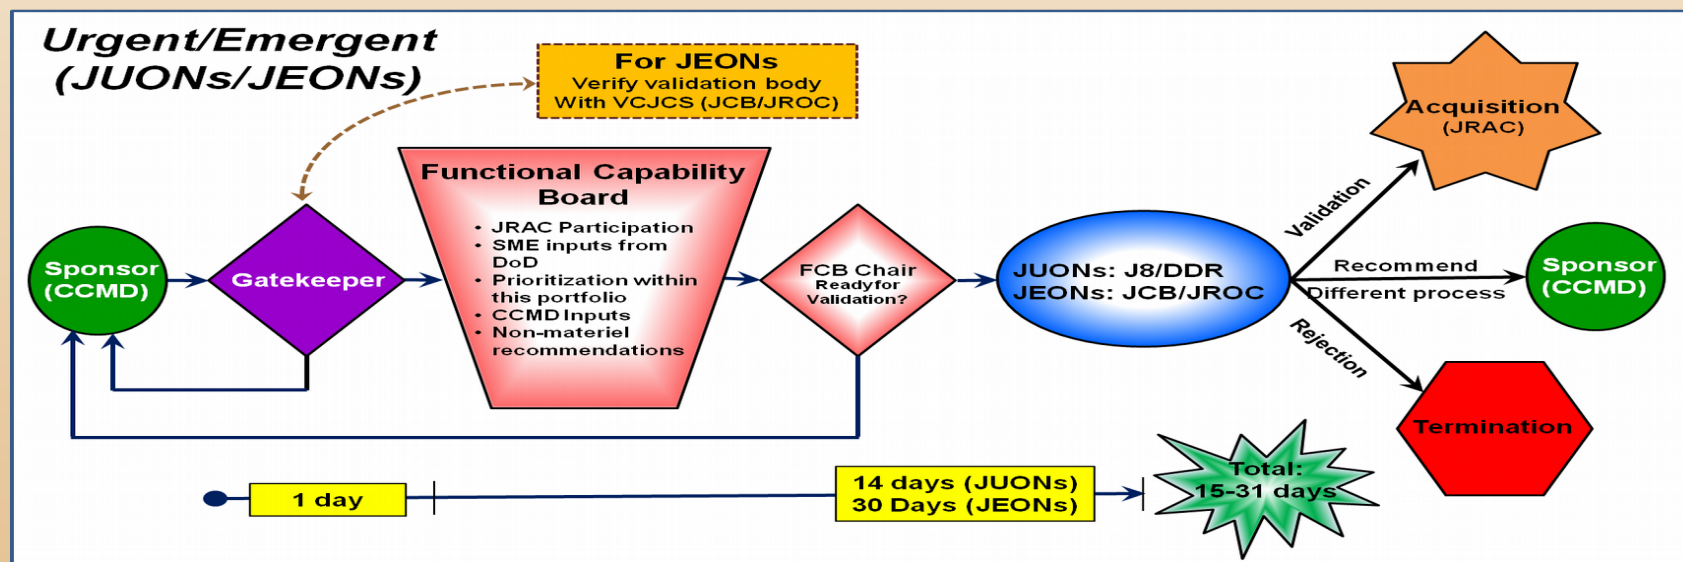 Urgent/Emergent
(JUONs/JEONs)
For JEONs
Verify validation body
With VCJCS (JCB/JROC)
Sponsor
(CCMD)
Gatekeeper
Functional Capability
Board
• JRAC Participation
• SME inputs from
DoD
• Prioritization within
this portfolio
• CCMD Inputs
• Non-materiel
recommendations
FCB Chair
Ready for
Validation?
JUONs: J8/DDR
JEONs: JCB/JROC
Validation
Acquisition
(JRAC)
Recommend
Different process
Sponsor
(CCMD)
Rejection
Termination
1 day
14 days (JUONs)
30 Days (JEONs)
Total:
15-31 days